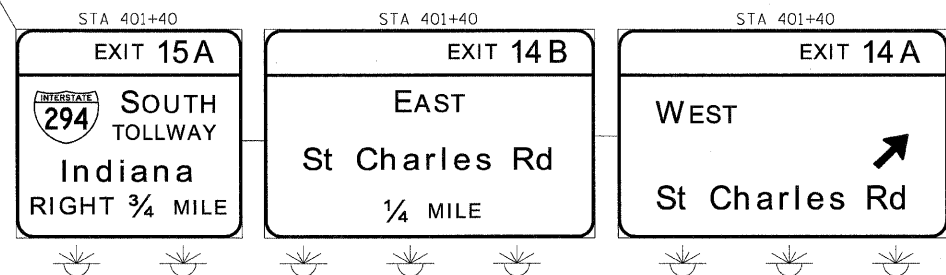 STA 401+40
EXIT 15A
INTERSTATE
294
SOUTH
TOLLWAY
Indiana
RIGHT 3⁄4 MILE
STA 401+40
EXIT 14B
EAST
St Charles Rd
1⁄4 MILE
STA 401+40
EXIT 14A
WEST
St Charles Rd